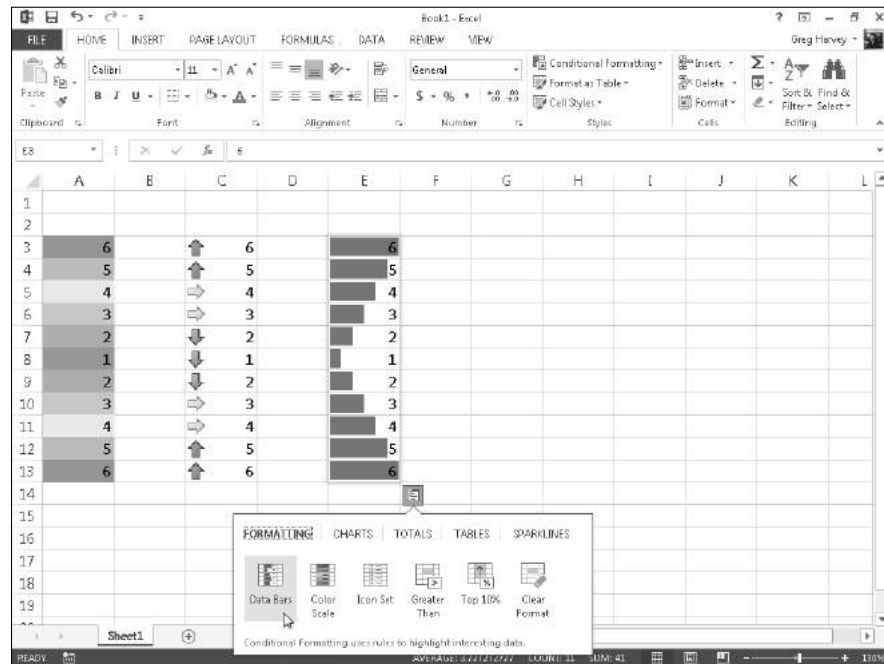 Book1 - Excel
FILE HOME INSERT PAGE LAYOUT FORMULAS DATA REVIEW VIEW Greg Harvey
Paste
Calibri 11 A A
B I U A
General
$ % ,
Conditional Formatting
Format as Table
Cell Styles
Insert
Delete
Format
Σ
Sort & Filter
Find & Select
Clipboard Font Alignment Number Styles Cells Editing
E3 fx 6
A B C D E F G H I J K L
1
2
3 6 6 6
4 5 5 5
5 4 4 4
6 3 3 3
7 2 2 2
8 1 1 1
9 2 2 2
10 3 3 3
11 4 4 4
12 5 5 5
13 6 6 6
14
15
16
17
18
19
FORMATTING CHARTS TOTALS TABLES SPARKLINES
Data Bars
Color Scale
Icon Set
Greater Than
Top 10%
Clear Format
Conditional Formatting uses rules to highlight interesting data.
Sheet1
READY AVERAGE: 3.727272727 COUNT: 11 SUM: 41 130%